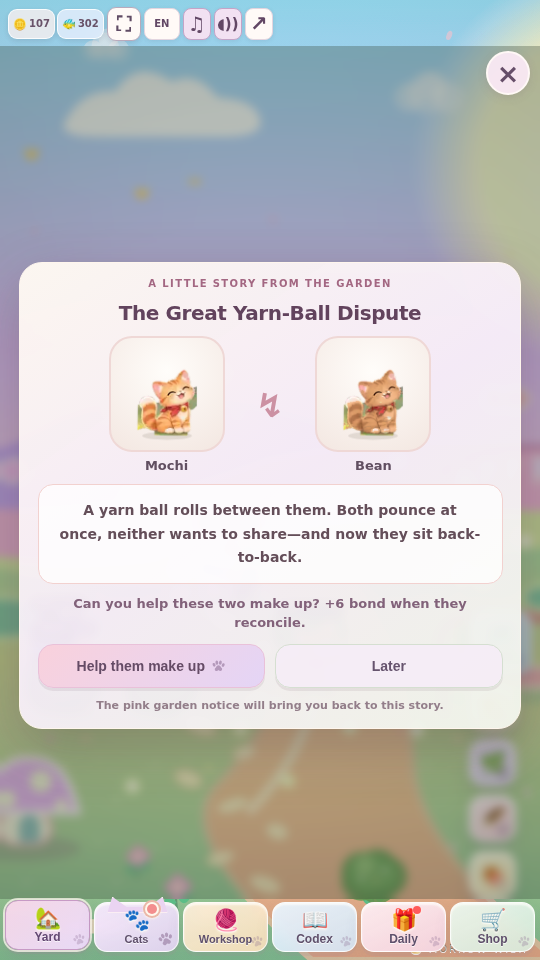 107
302
EN
A LITTLE STORY FROM THE GARDEN
The Great Yarn-Ball Dispute
Mochi
Bean
A yarn ball rolls between them. Both pounce at
once, neither wants to share—and now they sit back-
to-back.
Can you help these two make up? +6 bond when they
reconcile.
Help them make up
Later
The pink garden notice will bring you back to this story.
Yard
Cats
Workshop
Codex
Daily
Shop